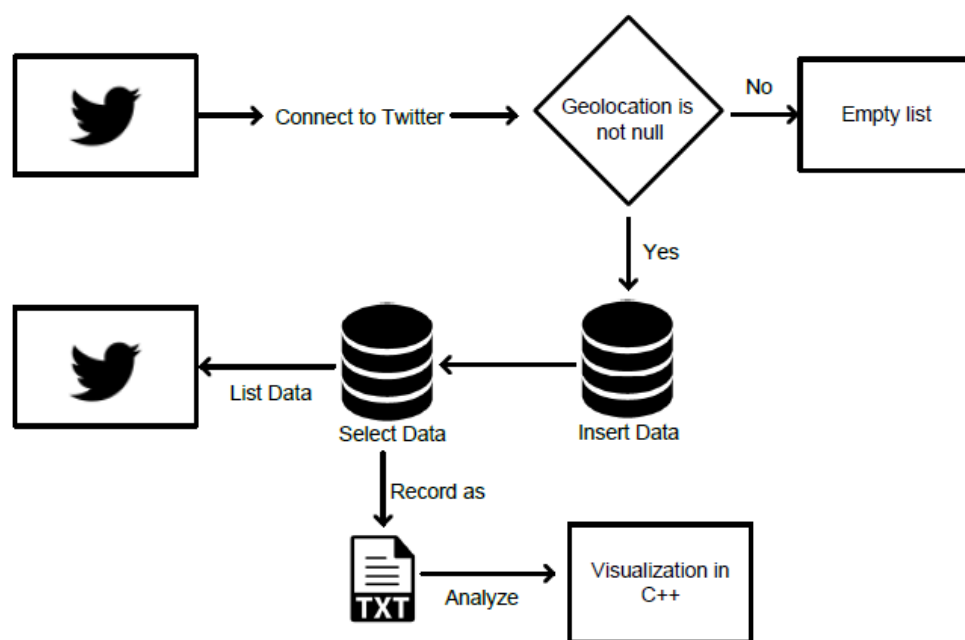 Connect to Twitter
Geolocation is
not null
No
Empty list
Yes
List Data
Select Data
Insert Data
Record as
TXT
Analyze
Visualization in
C++